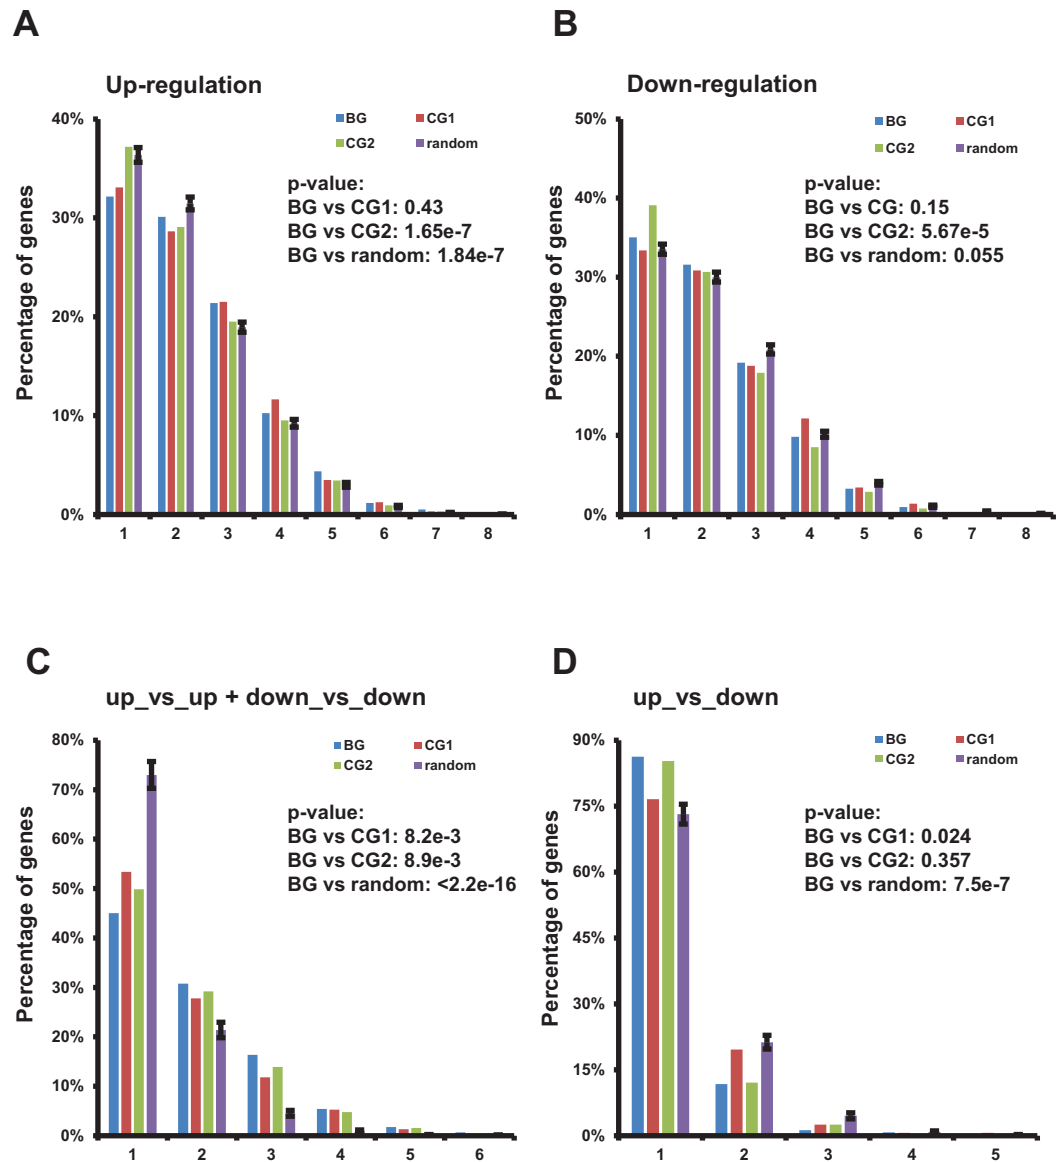 A
Up-regulation
Percentage of genes
40%
30%
20%
10%
0%
BG CG1
CG2 random
p-value:
BG vs CG1: 0.43
BG vs CG2: 1.65e-7
BG vs random: 1.84e-7
1 2 3 4 5 6 7 8
B
Down-regulation
Percentage of genes
50%
40%
30%
20%
10%
0%
BG CG1
CG2 random
p-value:
BG vs CG: 0.15
BG vs CG2: 5.67e-5
BG vs random: 0.055
1 2 3 4 5 6 7 8
C
up_vs_up + down_vs_down
Percentage of genes
80%
70%
60%
50%
40%
30%
20%
10%
0%
BG CG1
CG2 random
p-value:
BG vs CG1: 8.2e-3
BG vs CG2: 8.9e-3
BG vs random: <2.2e-16
1 2 3 4 5 6
D
up_vs_down
Percentage of genes
90%
75%
60%
45%
30%
15%
0%
BG CG1
CG2 random
p-value:
BG vs CG1: 0.024
BG vs CG2: 0.357
BG vs random: 7.5e-7
1 2 3 4 5